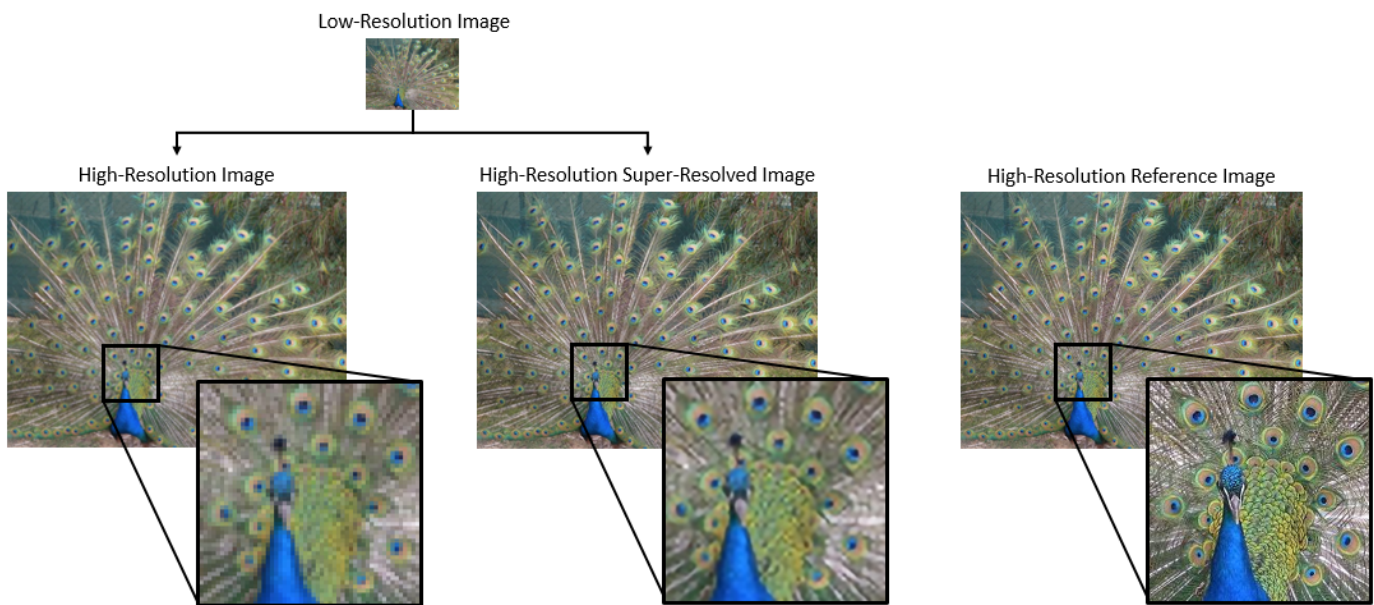 Low-Resolution Image
High-Resolution Image
High-Resolution Super-Resolved Image
High-Resolution Reference Image